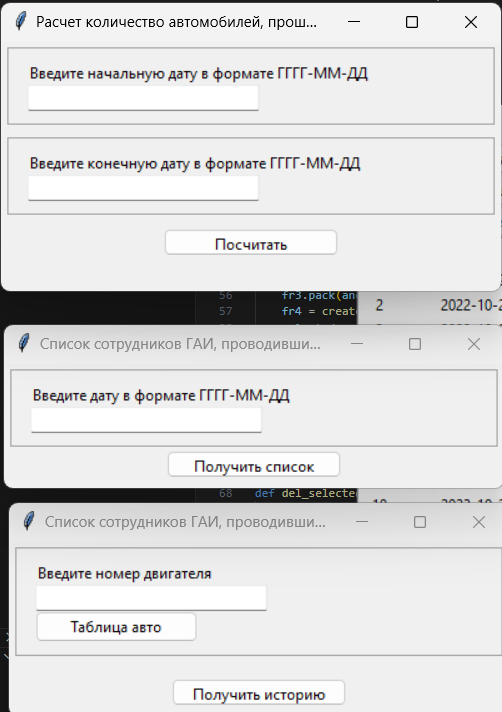 Расчет количество автомобилей, прош...
Введите начальную дату в формате ГГГГ-ММ-ДД
Введите конечную дату в формате ГГГГ-ММ-ДД
Посчитать
56 fr3.pack(an 2 2022-10-2
57 fr4 = create
Список сотрудников ГАИ, проводивши...
Введите дату в формате ГГГГ-ММ-ДД
Получить список
68 def del_selecte
Список сотрудников ГАИ, проводивши...
Введите номер двигателя
Таблица авто
Получить историю